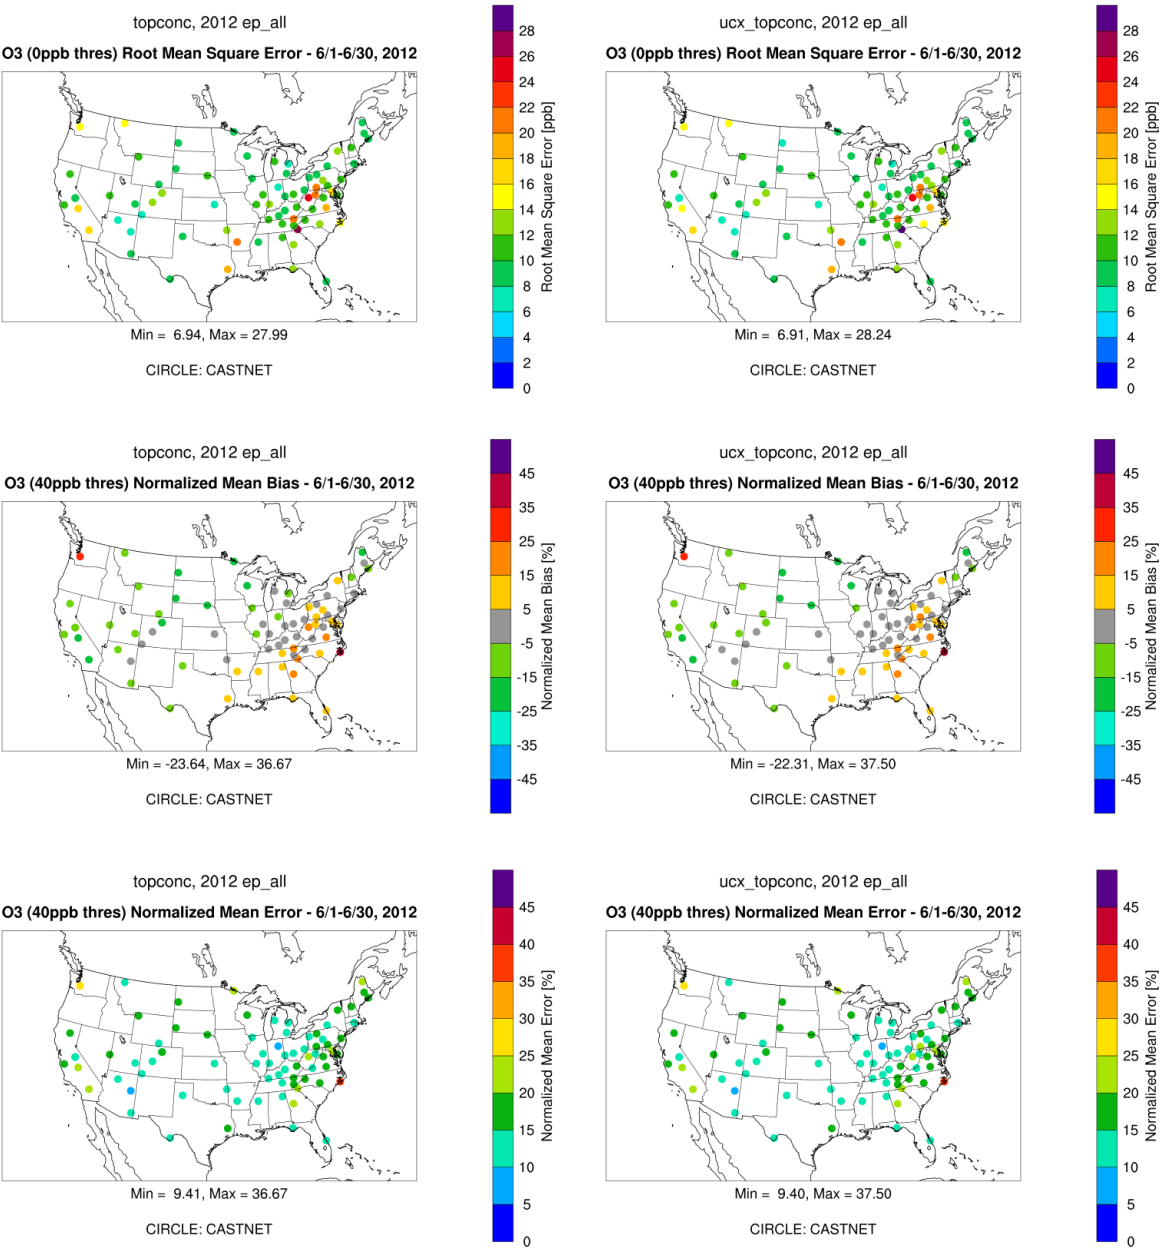 topconc, 2012 ep_all
O3 (0ppb thres) Root Mean Square Error - 6/1-6/30, 2012
28
26
24
22
20
18
16
14
12
10
8
6
4
2
0
Root Mean Square Error [ppb]
Min = 6.94, Max = 27.99
CIRCLE: CASTNET
ucx_topconc, 2012 ep_all
O3 (0ppb thres) Root Mean Square Error - 6/1-6/30, 2012
28
26
24
22
20
18
16
14
12
10
8
6
4
2
0
Root Mean Square Error [ppb]
Min = 6.91, Max = 28.24
CIRCLE: CASTNET
topconc, 2012 ep_all
O3 (40ppb thres) Normalized Mean Bias - 6/1-6/30, 2012
45
35
25
15
5
-5
-15
-25
-35
-45
Normalized Mean Bias [%]
Min = -23.64, Max = 36.67
CIRCLE: CASTNET
ucx_topconc, 2012 ep_all
O3 (40ppb thres) Normalized Mean Bias - 6/1-6/30, 2012
45
35
25
15
5
-5
-15
-25
-35
-45
Normalized Mean Bias [%]
Min = -22.31, Max = 37.50
CIRCLE: CASTNET
topconc, 2012 ep_all
O3 (40ppb thres) Normalized Mean Error - 6/1-6/30, 2012
45
40
35
30
25
20
15
10
5
0
Normalized Mean Error [%]
Min = 9.41, Max = 36.67
CIRCLE: CASTNET
ucx_topconc, 2012 ep_all
O3 (40ppb thres) Normalized Mean Error - 6/1-6/30, 2012
45
40
35
30
25
20
15
10
5
0
Normalized Mean Error [%]
Min = 9.40, Max = 37.50
CIRCLE: CASTNET